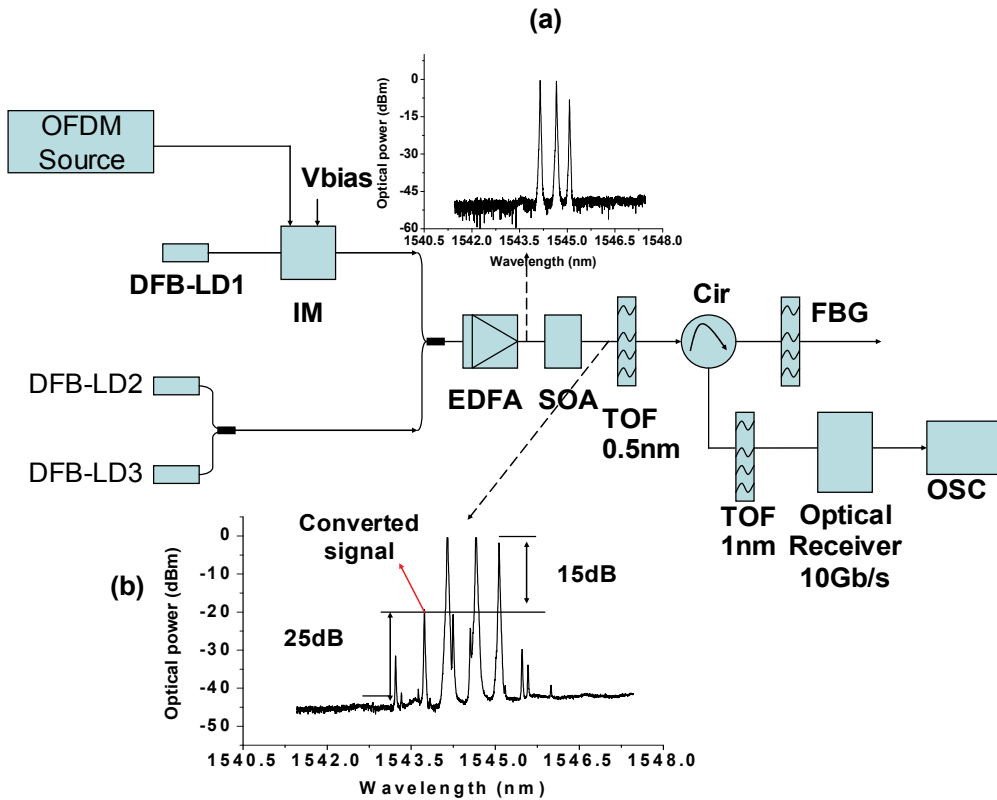 (a)
0
-15
-30
-45
-60
Optical power (dBm)
1540.5 1542.0 1543.5 1545.0 1546.5 1548.0
Wavelength (nm)
OFDM
Source
Vbias
DFB-LD1
IM
Cir
FBG
DFB-LD2
DFB-LD3
EDFA
SOA
TOF
0.5nm
TOF
1nm
Optical
Receiver
10Gb/s
OSC
(b)
Converted
signal
15dB
25dB
0
-10
-20
-30
-40
-50
Optical power (dBm)
1540.5 1542.0 1543.5 1545.0 1546.5 1548.0
Wavelength (nm)